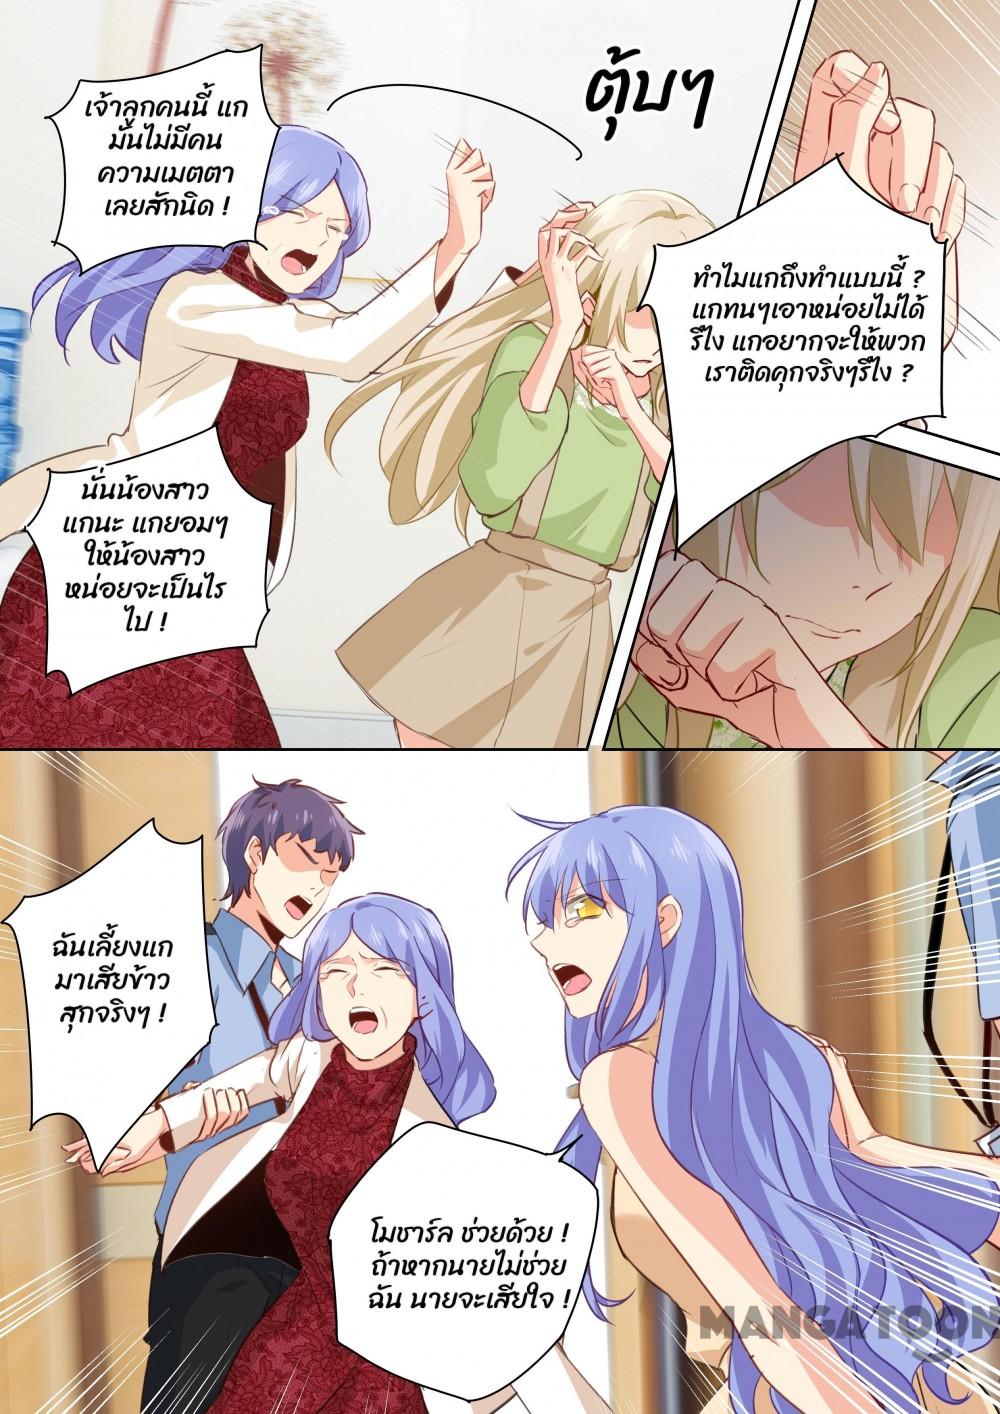 เจ้าลูกคนนี้ แก
มันไม่มีคน
ความเมตตา
เลยสักนิด !
ตุ้บๆ
ทำไมแกถึงทำแบบนี้ ?
แกทนๆเอาหน่อยไม่ได้
รึไง แกอยากจะให้พวก
เราติดคุกจริงๆรึไง ?
นั่นน้องสาว
แกนะ แกยอมๆ
ให้น้องสาว
หน่อยจะเป็นไร
ไป !
ฉันเลี้ยงแก
มาเสียข้าว
สุกจริงๆ !
โมชาร์ล ช่วยด้วย !
ถ้าหากนายไม่ช่วย
ฉัน นายจะเสียใจ !
MANGATOON